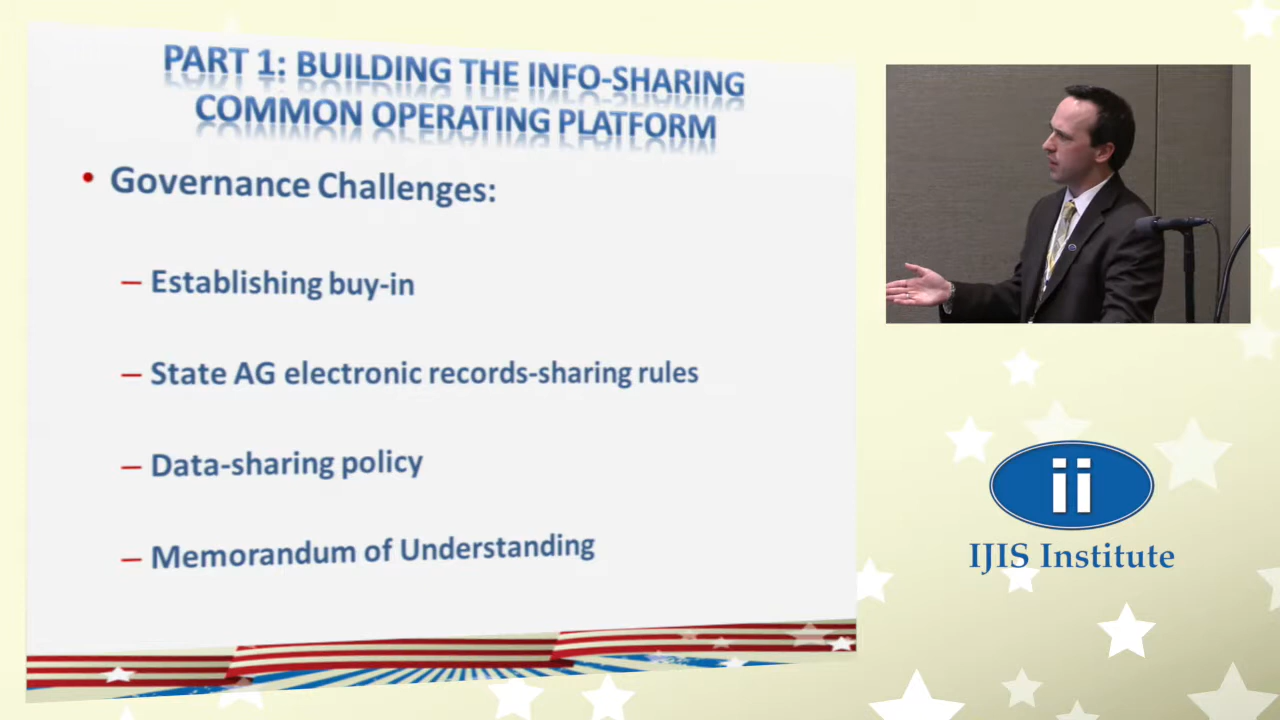 PART 1: BUILDING THE INFO-SHARING
COMMON OPERATING PLATFORM
• Governance Challenges:
– Establishing buy-in
– State AG electronic records-sharing rules
– Data-sharing policy
– Memorandum of Understanding
ii
IJIS Institute